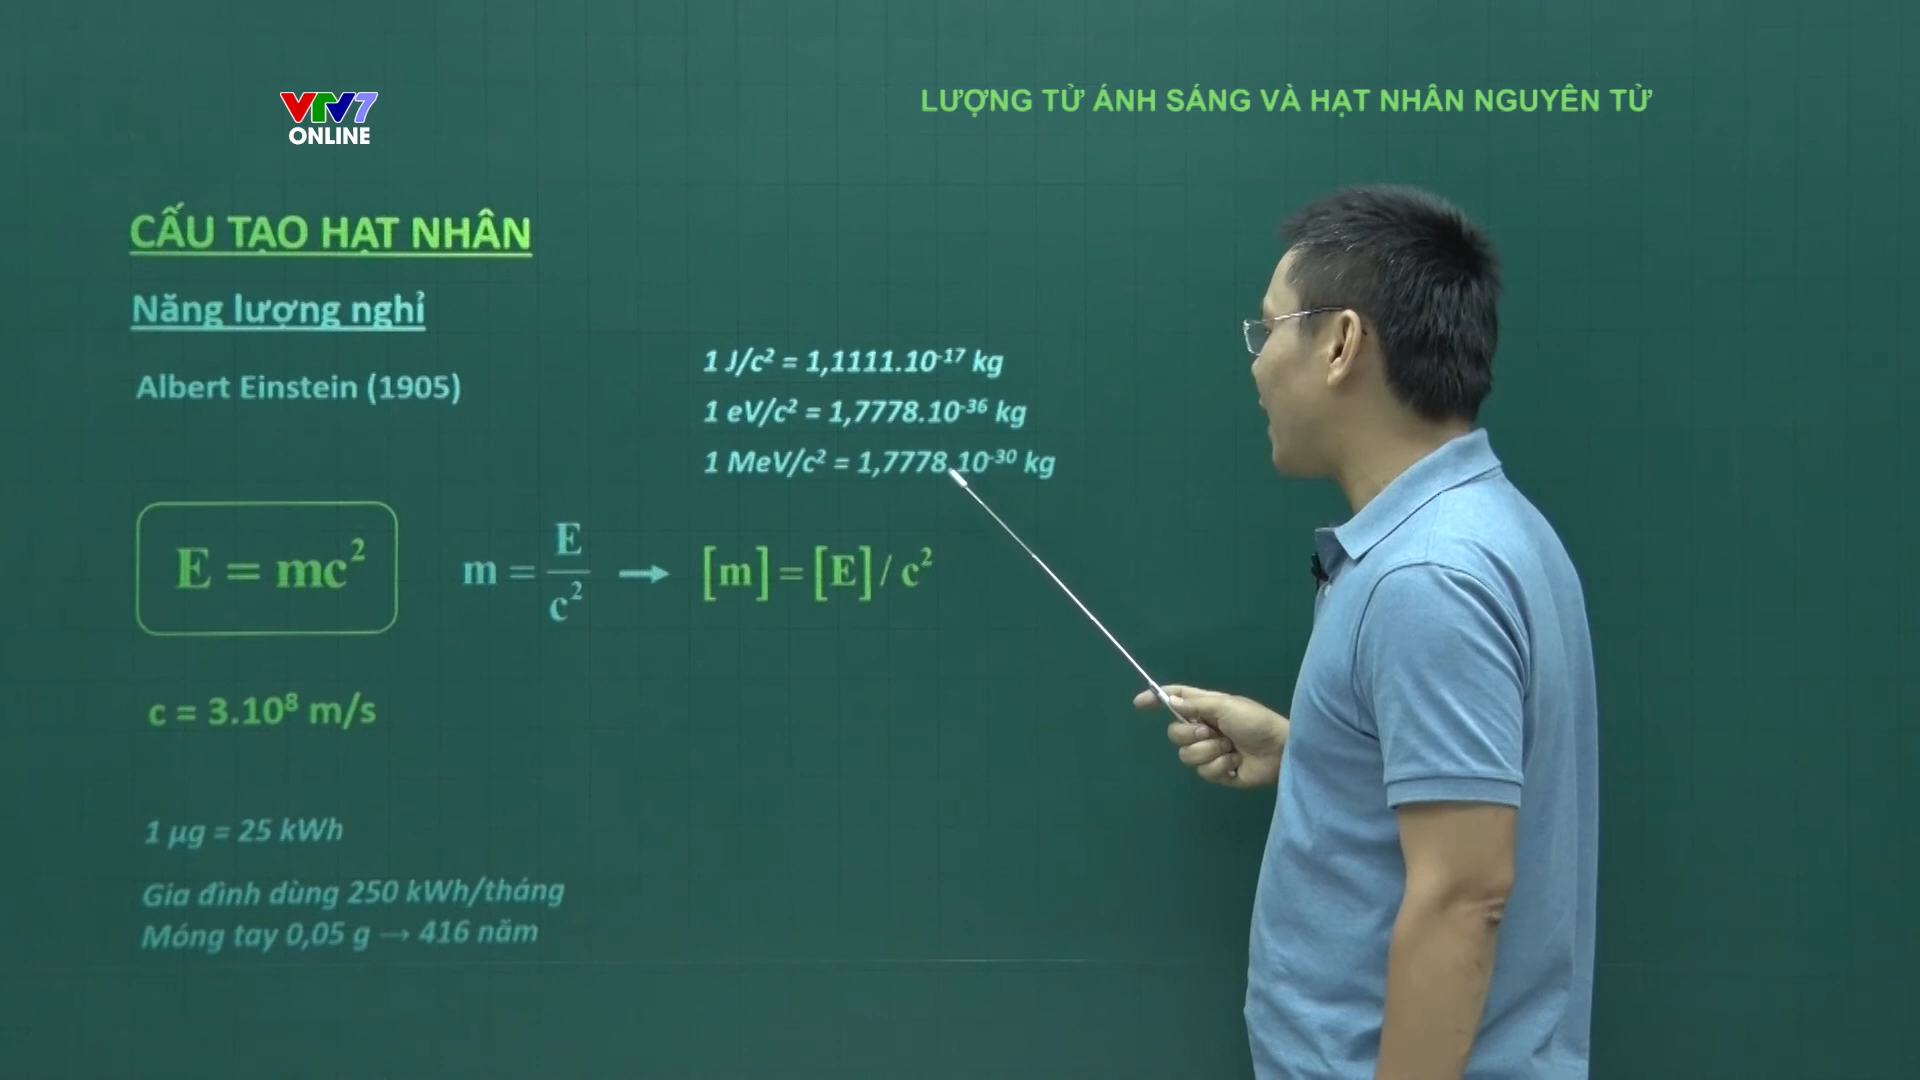 VTV7
ONLINE
LƯỢNG TỬ ÁNH SÁNG VÀ HẠT NHÂN NGUYÊN TỬ
CẤU TẠO HẠT NHÂN
Năng lượng nghỉ
Albert Einstein (1905)
1 J/c² = 1,1111.10⁻¹⁷ kg
1 eV/c² = 1,7778.10⁻³⁶ kg
1 MeV/c² = 1,7778.10⁻³⁰ kg
E = mc²
m = E/c² → [m] = [E]/c²
c = 3.10⁸ m/s
1 μg = 25 kWh
Gia đình dùng 250 kWh/tháng
Móng tay 0,05 g → 416 năm